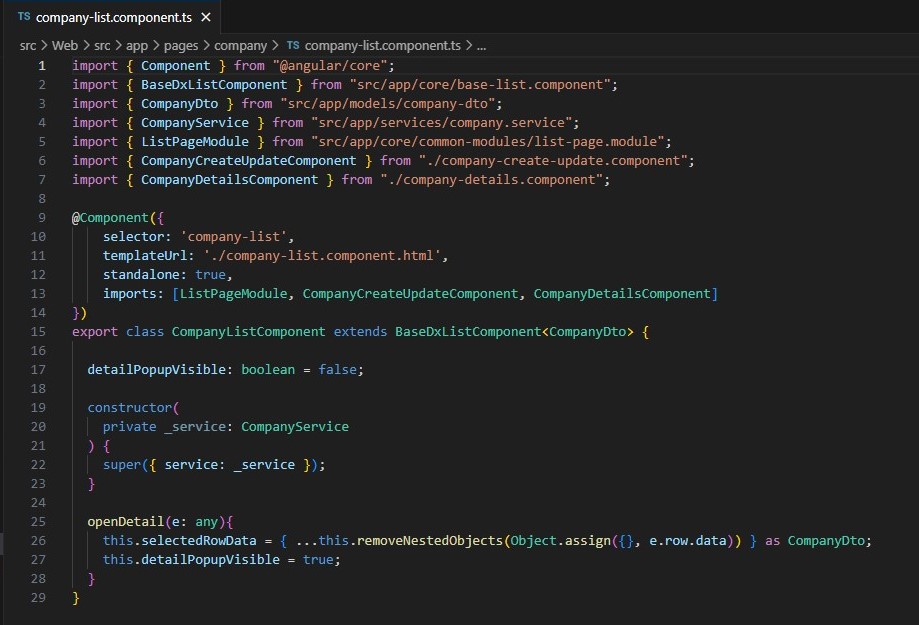 TS company-list.component.ts ×
src > Web > src > app > pages > company > TS company-list.component.ts > ...
1 import { Component } from "@angular/core";
2 import { BaseDxListComponent } from "src/app/core/base-list.component";
3 import { CompanyDto } from "src/app/models/company-dto";
4 import { CompanyService } from "src/app/services/company.service";
5 import { ListPageModule } from "src/app/core/common-modules/list-page.module";
6 import { CompanyCreateUpdateComponent } from "./company-create-update.component";
7 import { CompanyDetailsComponent } from "./company-details.component";
8
9 @Component({
10     selector: 'company-list',
11     templateUrl: './company-list.component.html',
12     standalone: true,
13     imports: [ListPageModule, CompanyCreateUpdateComponent, CompanyDetailsComponent]
14 })
15 export class CompanyListComponent extends BaseDxListComponent<CompanyDto> {
16
17   detailPopupVisible: boolean = false;
18
19   constructor(
20     private _service: CompanyService
21   ) {
22     super({ service: _service });
23   }
24
25   openDetail(e: any){
26     this.selectedRowData = { ...this.removeNestedObjects(Object.assign({}, e.row.data)) } as CompanyDto;
27     this.detailPopupVisible = true;
28   }
29 }